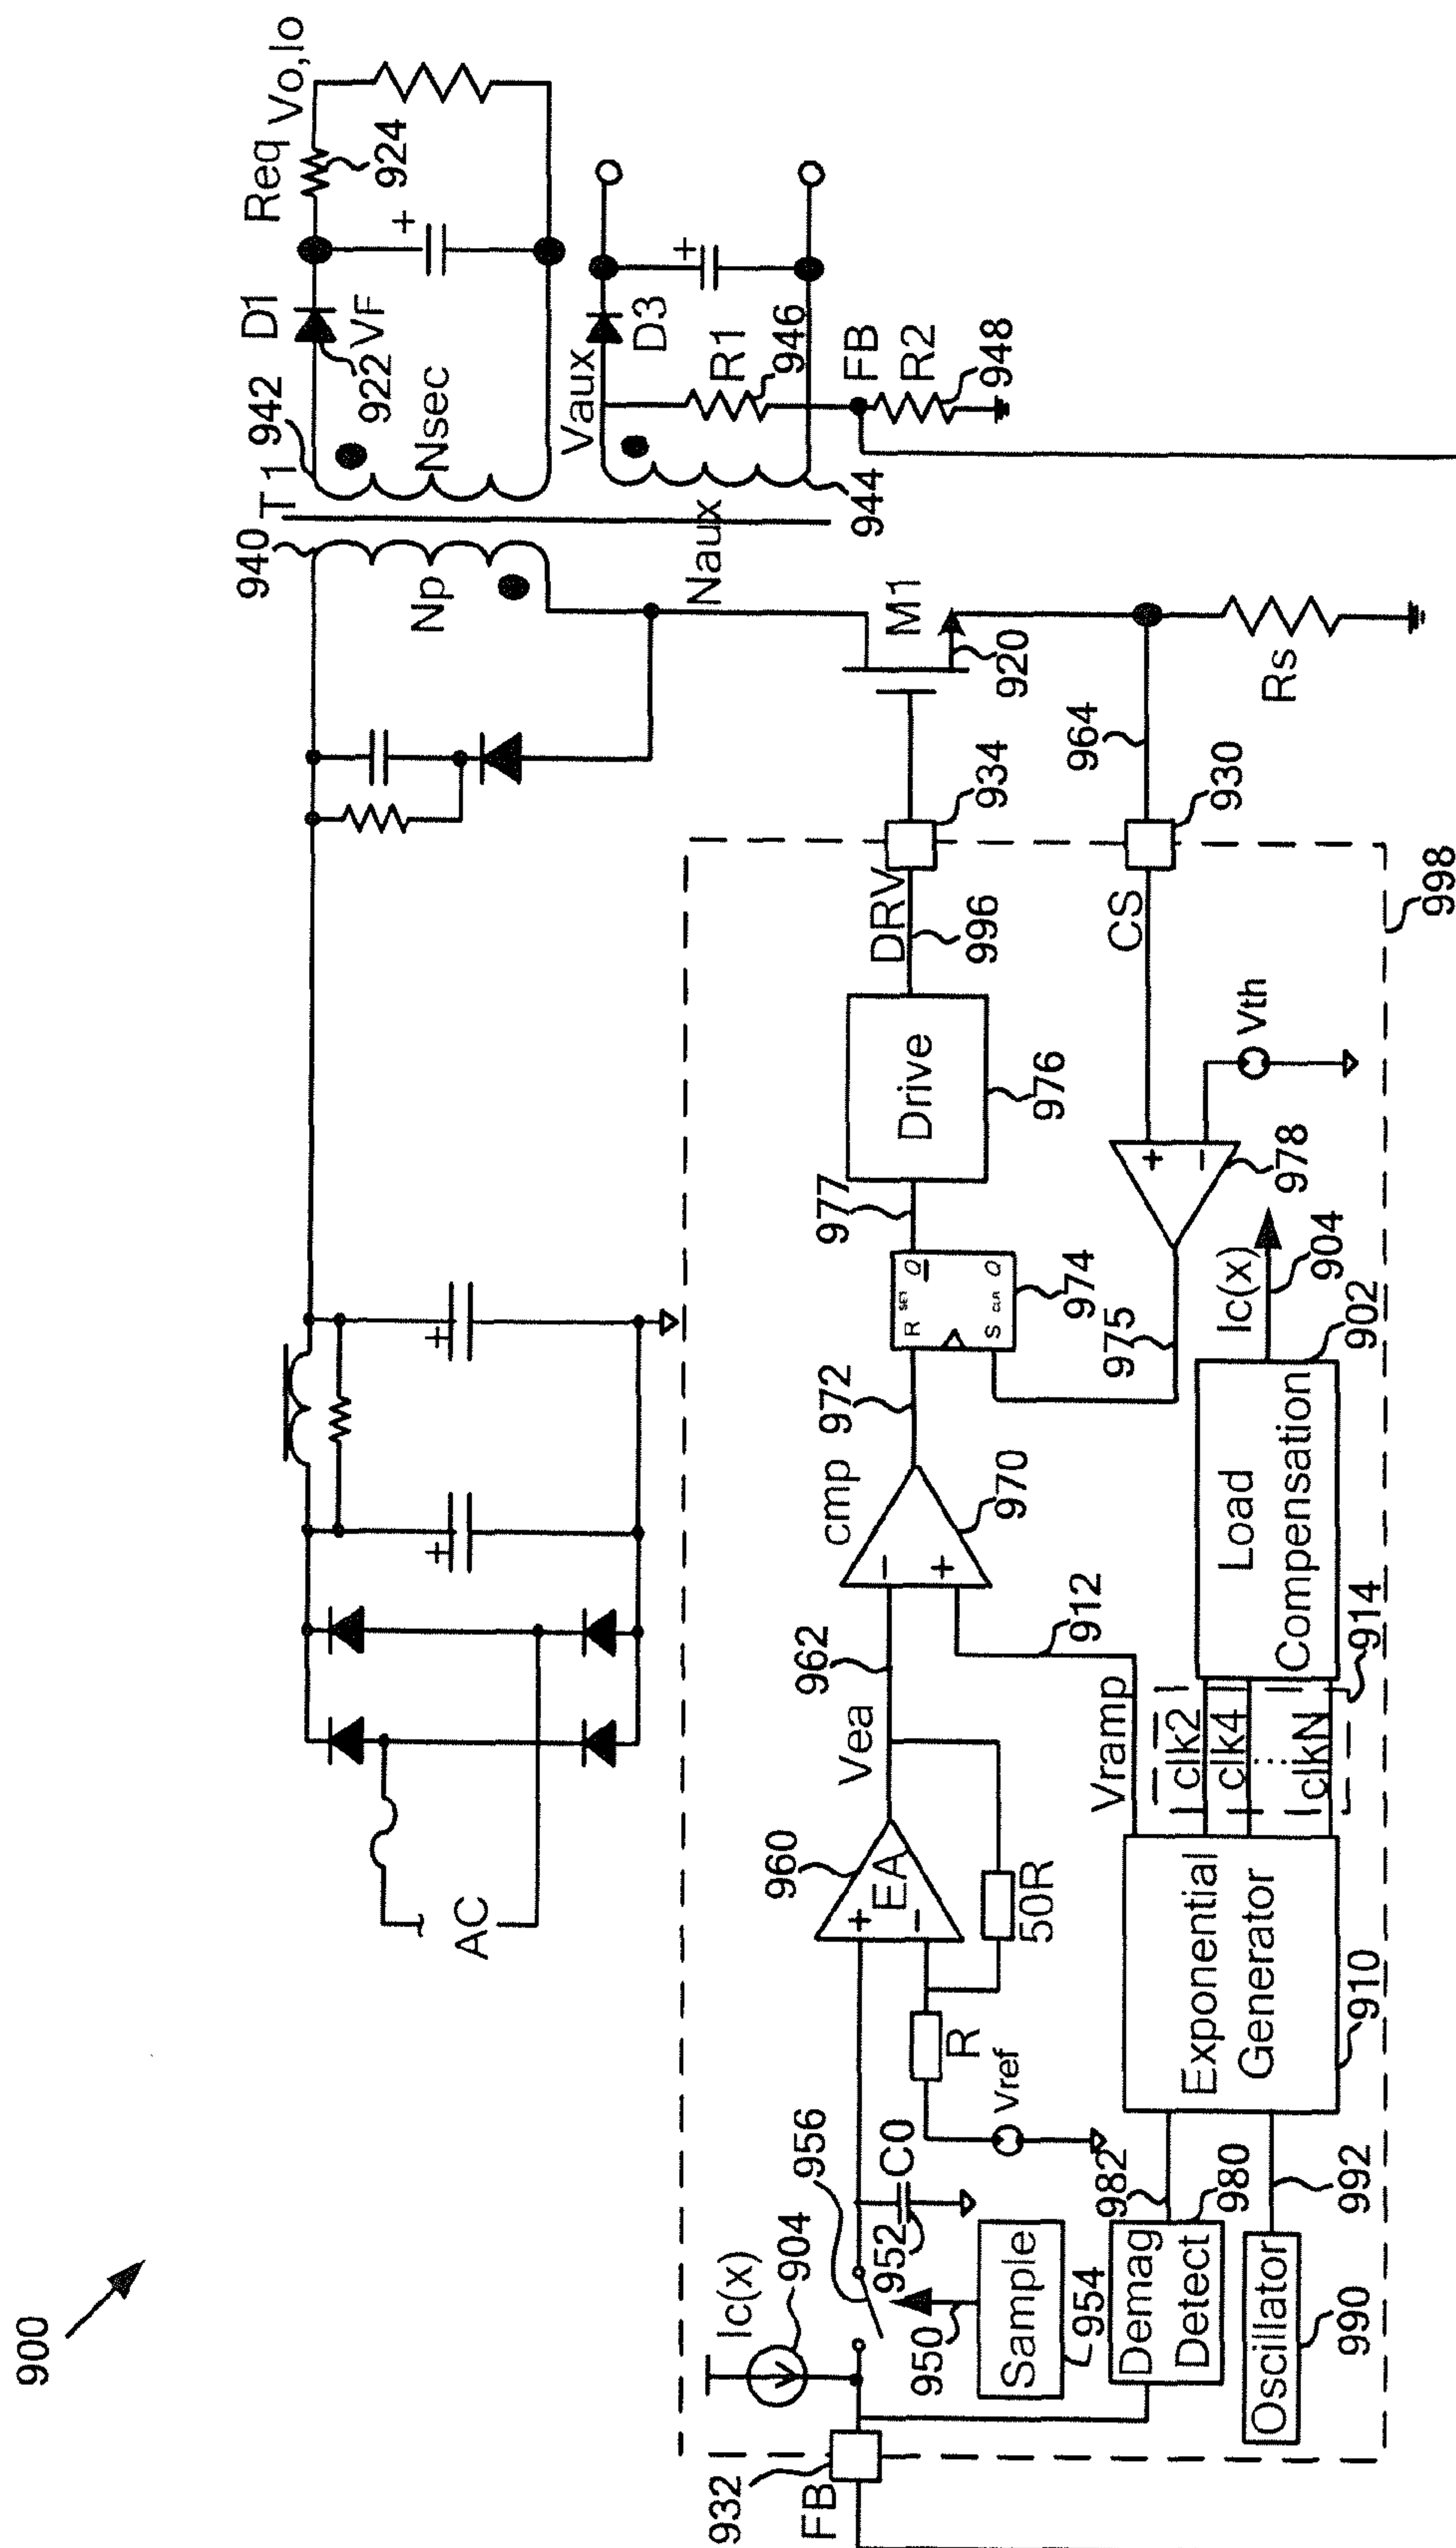 900
AC
940
T1
942
Np
Nsec
D1
922
VF
Req
924
Vo,Io
Naux
944
Vaux
D3
R1
946
FB
R2
948
M1
920
964
Rs
934
930
998
932
FB
Ic(x)
904
956
950
952
C0
Sample
954
960
EA
+
−
R
Vref
50R
Vea
962
cmp
970
−
+
972
R
SET
Q
S
CLR
Q
974
977
Drive
976
DRV
996
CS
Vth
+
−
978
975
Demag
Detect
980
982
Oscillator
990
992
Exponential
Generator
910
Vramp
912
clk2
clk4
clkN
914
Load
Compensation
902
Ic(x)
904